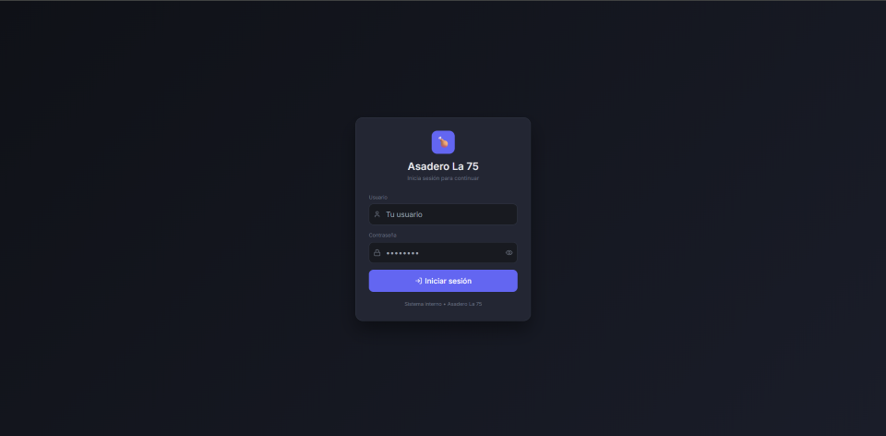 Asadero La 75
Inicia sesión para continuar
Usuario
Tu usuario
Contraseña
••••••••
Iniciar sesión
Sistema interno • Asadero La 75